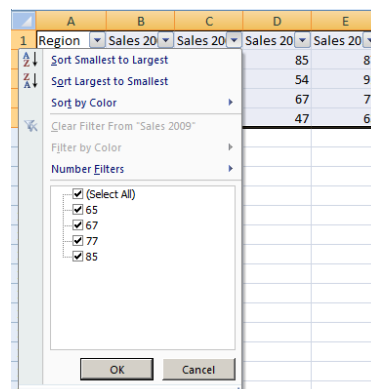 A B C D E
1 Region Sales 20 Sales 20 Sales 20 Sales 20
Sort Smallest to Largest 85 8
Sort Largest to Smallest 54 9
Sort by Color 67 7
Clear Filter From "Sales 2009" 47 6
Filter by Color
Number Filters
(Select All)
65
67
77
85
OK Cancel